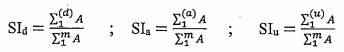 SI_d = \frac{\sum_1^{(d)} A}{\sum_1^m A} ; SI_a = \frac{\sum_1^{(a)} A}{\sum_1^m A} ; SI_u = \frac{\sum_1^{(u)} A}{\sum_1^m A}